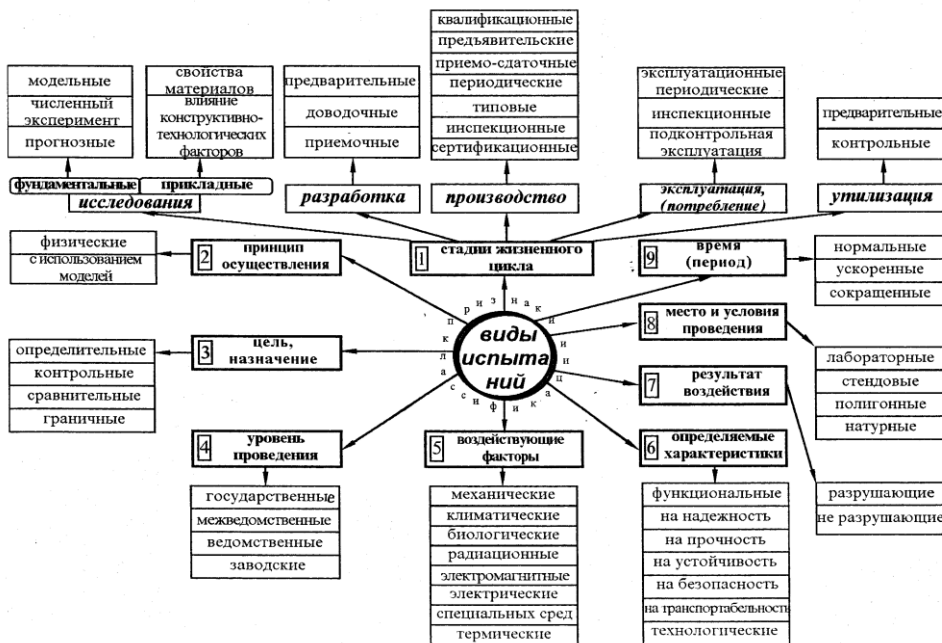 квалификационные
предъявительские
приемо-сдаточные
периодические
типовые
инспекционные
сертификационные
модельные
численный
эксперимент
прогнозные
свойства
материалов
влияние
конструктивно-
технологических
факторов
предварительные
доводочные
приемочные
эксплуатационные
периодические
инспекционные
подконтрольная
эксплуатация
предварительные
контрольные
фундаментальные
прикладные
исследования
разработка
производство
эксплуатация,
(потребление)
утилизация
1 стадии жизненного
цикла
2 принцип
осуществления
физические
с использованием
моделей
9 время
(период)
нормальные
ускоренные
сокращенные
признаки
классификации
виды
испыта
ний
3 цель,
назначение
определительные
контрольные
сравнительные
граничные
8 место и условия
проведения
лабораторные
стендовые
полигонные
натурные
7 результат
воздействия
разрушающие
не разрушающие
4 уровень
проведения
государственные
межведомственные
ведомственные
заводские
5 воздействующие
факторы
механические
климатические
биологические
радиационные
электромагнитные
электрические
специальных сред
термические
6 определяемые
характеристики
функциональные
на надежность
на прочность
на устойчивость
на безопасность
на транспортабельность
технологические